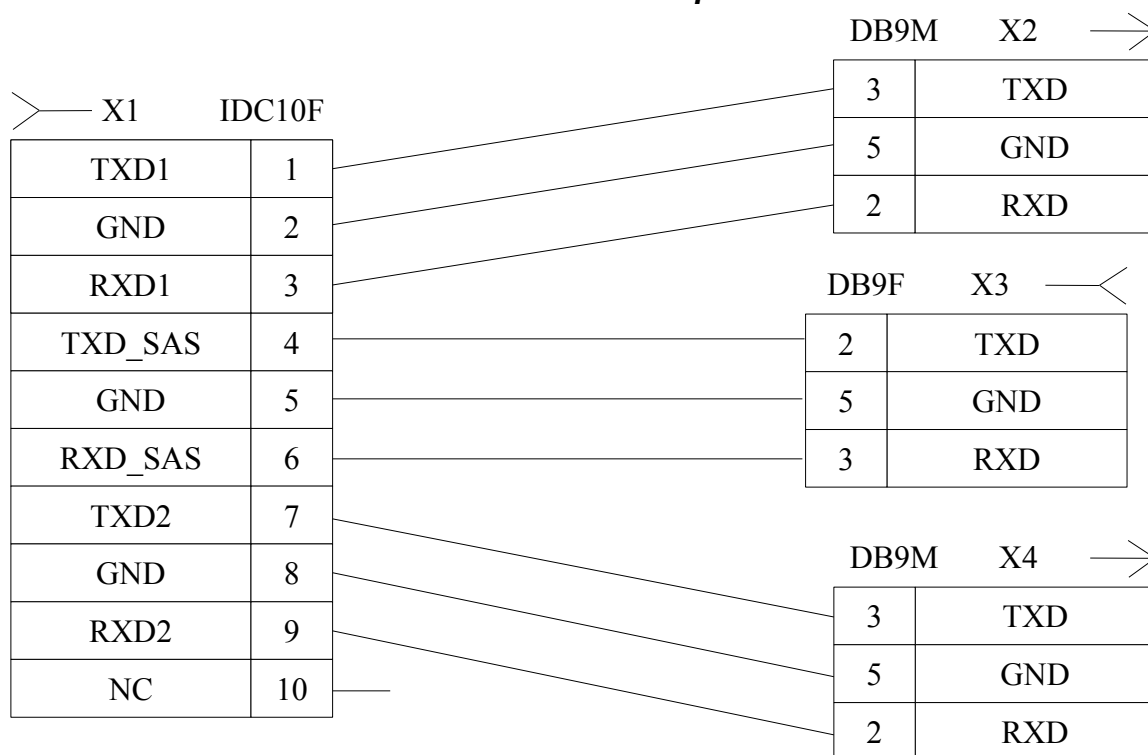 DB9M X2
3 TXD
5 GND
2 RXD
X1 IDC10F
TXD1 1
GND 2
RXD1 3
TXD_SAS 4
GND 5
RXD_SAS 6
TXD2 7
GND 8
RXD2 9
NC 10
DB9F X3
2 TXD
5 GND
3 RXD
DB9M X4
3 TXD
5 GND
2 RXD